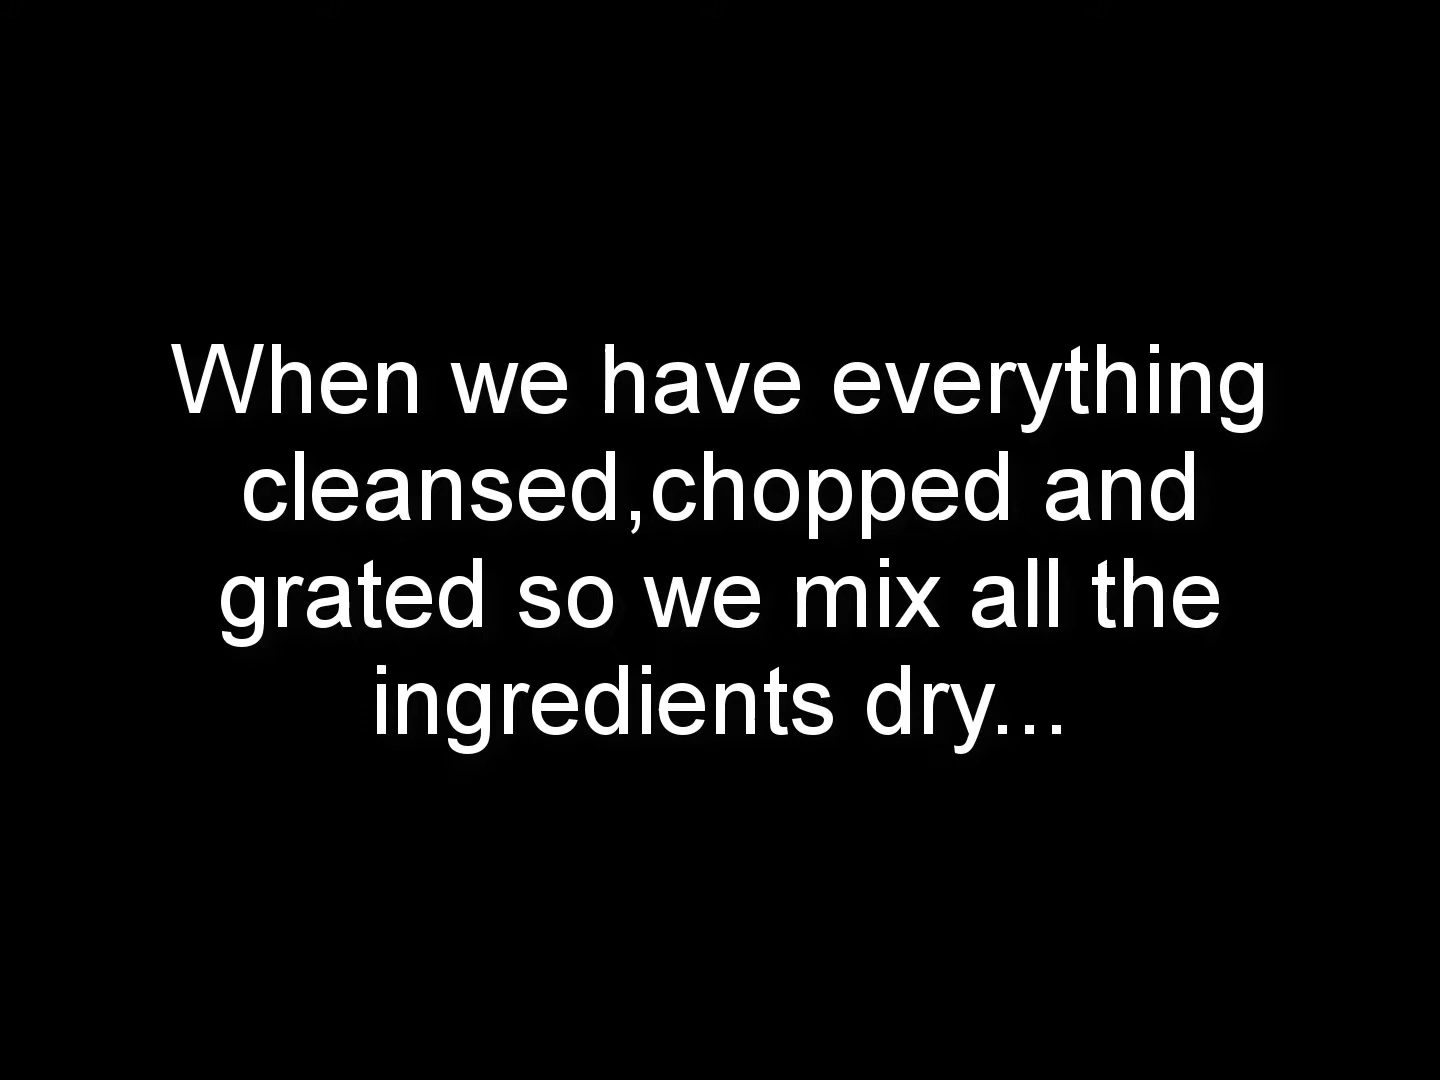 When we have everything
cleansed,chopped and
grated so we mix all the
ingredients dry...